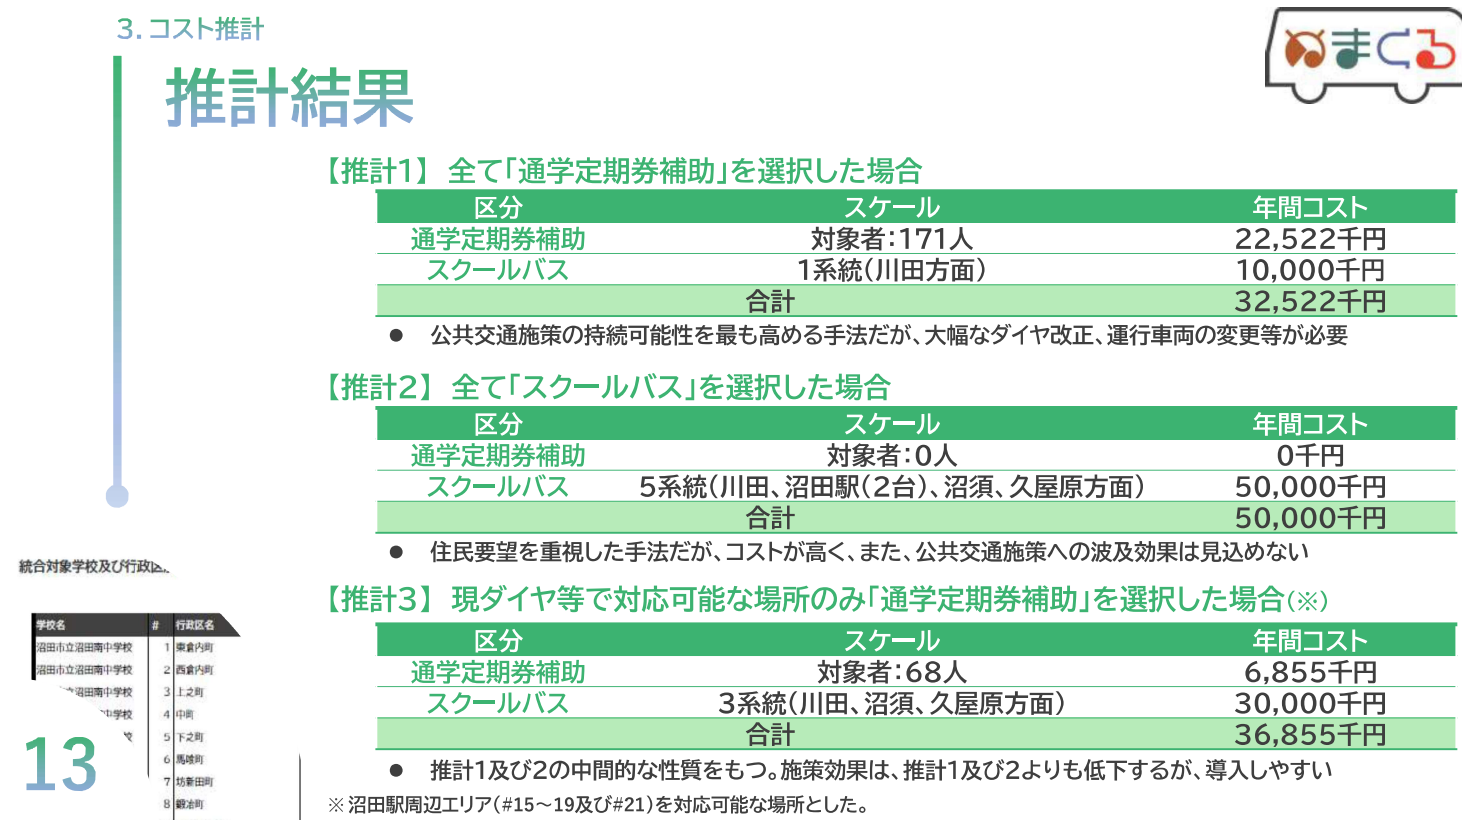 3. コスト推計
推計結果
ぬまくる
【推計1】 全て「通学定期券補助」を選択した場合
区分 スケール 年間コスト
通学定期券補助 対象者：171人 22,522千円
スクールバス 1系統（川田方面） 10,000千円
合計 32,522千円
● 公共交通施策の持続可能性を最も高める手法だが、大幅なダイヤ改正、運行車両の変更等が必要
【推計2】 全て「スクールバス」を選択した場合
区分 スケール 年間コスト
通学定期券補助 対象者：0人 0千円
スクールバス 5系統（川田、沼田駅（2台）、沼須、久屋原方面） 50,000千円
合計 50,000千円
● 住民要望を重視した手法だが、コストが高く、また、公共交通施策への波及効果は見込めない
【推計3】 現ダイヤ等で対応可能な場所のみ「通学定期券補助」を選択した場合（※）
区分 スケール 年間コスト
通学定期券補助 対象者：68人 6,855千円
スクールバス 3系統（川田、沼須、久屋原方面） 30,000千円
合計 36,855千円
● 推計1及び2の中間的な性質をもつ。施策効果は、推計1及び2よりも低下するが、導入しやすい
※沼田駅周辺エリア（#15～19及び#21）を対応可能な場所とした。
統合対象学校及び行政
学校名 # 行政区名
沼田市立沼田南中学校 1 東倉内町
沼田市立沼田南中学校 2 西倉内町
沼田南中学校 3 上之町
中学校 4 中町
5 下之町
6 馬喰町
7 坊新田町
8 鍛冶町
13